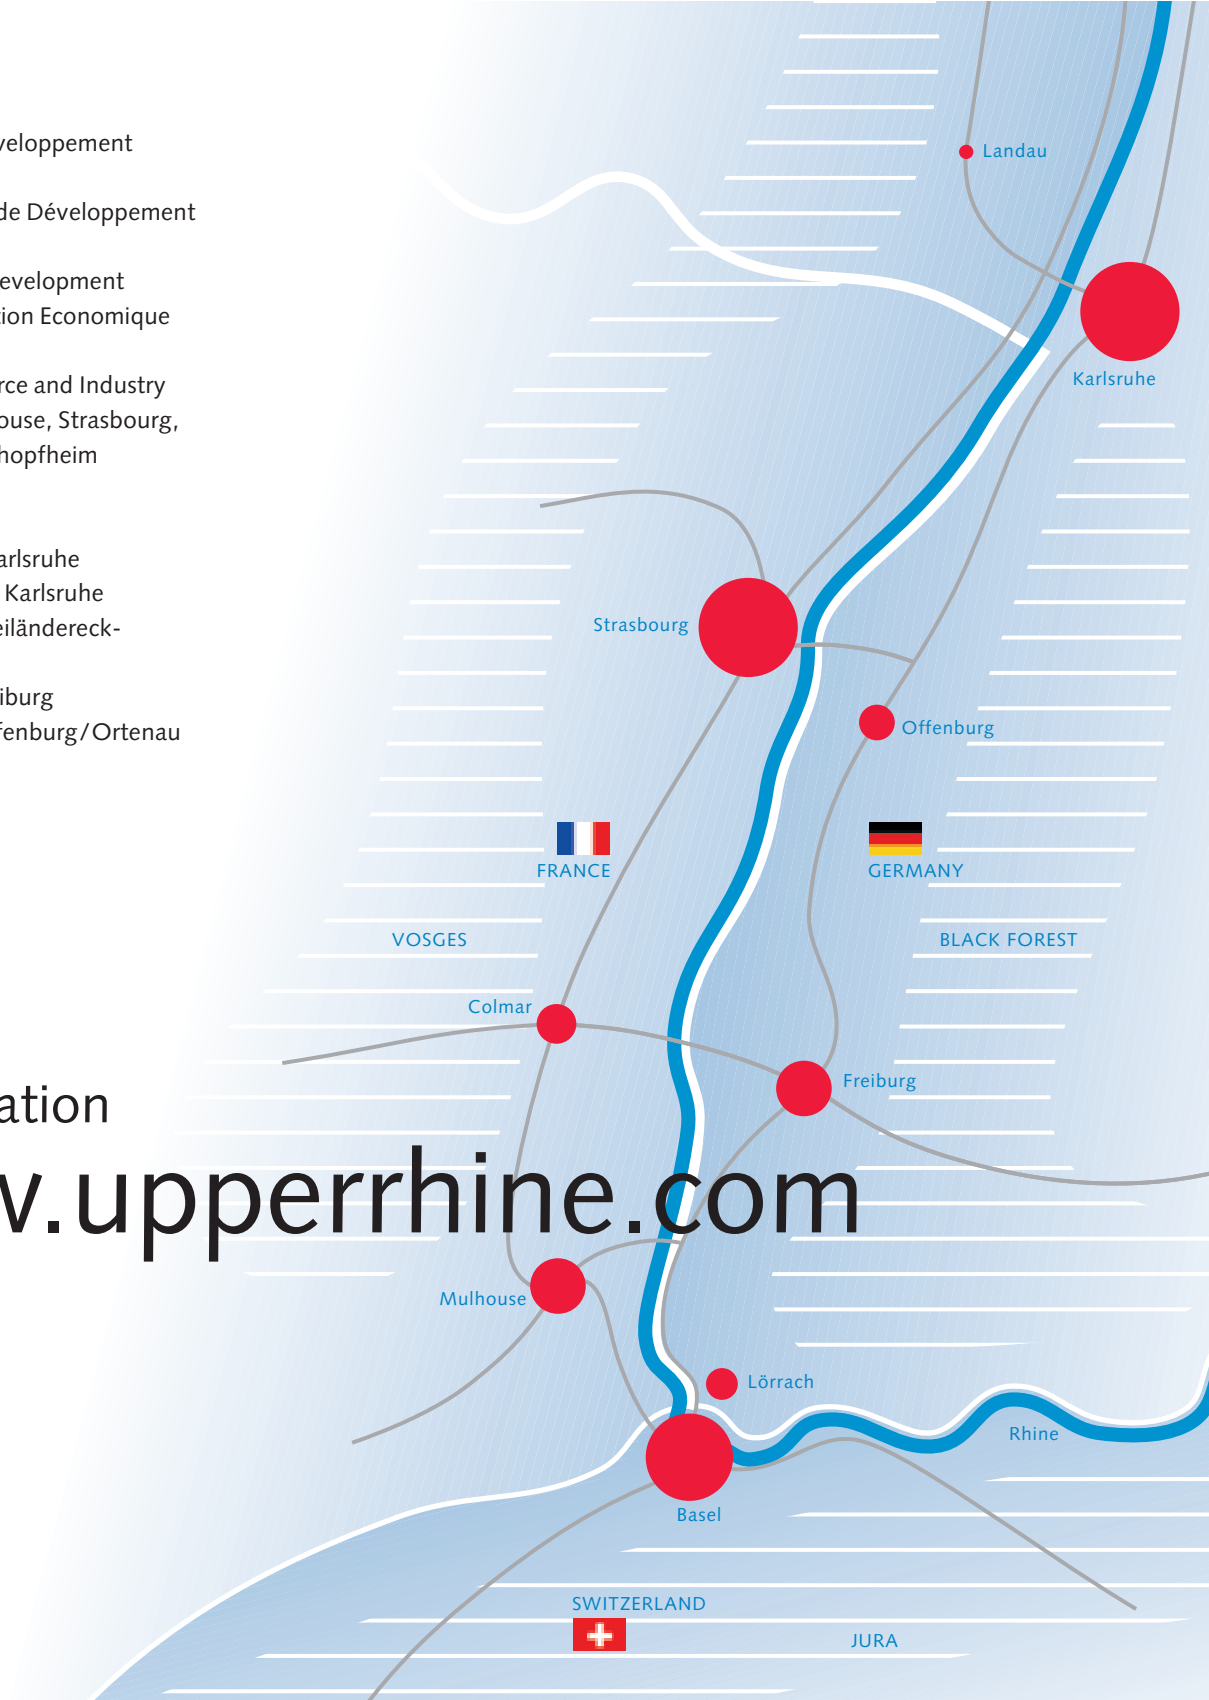 veloppement
de Développement
evelopment
tion Economique
rce and Industry
ouse, Strasbourg,
hopfheim
arlsruhe
Karlsruhe
eiländereck-
iburg
fenburg/Ortenau
ation
w.upperrhine.com
Landau
Karlsruhe
Strasbourg
Offenburg
FRANCE
GERMANY
VOSGES
BLACK FOREST
Colmar
Freiburg
Mulhouse
Lörrach
Rhine
Basel
SWITZERLAND
JURA